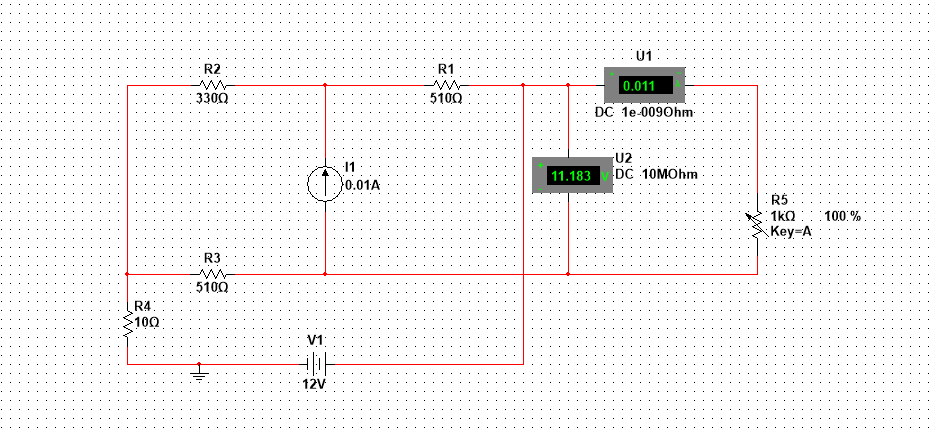 U1
R2
R1
0.011
A
330Ω
510Ω
DC 1e-009Ohm
U2
I1
11.183
V
DC 10MOhm
0.01A
R5
1kΩ
100 %
Key=A
R3
510Ω
R4
10Ω
V1
12V